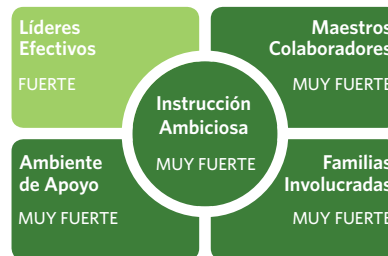 Líderes
Efectivos
FUERTE
Maestros
Colaboradores
MUY FUERTE
Instrucción
Ambiciosa
MUY FUERTE
Ambiente
de Apoyo
MUY FUERTE
Familias
Involucradas
MUY FUERTE